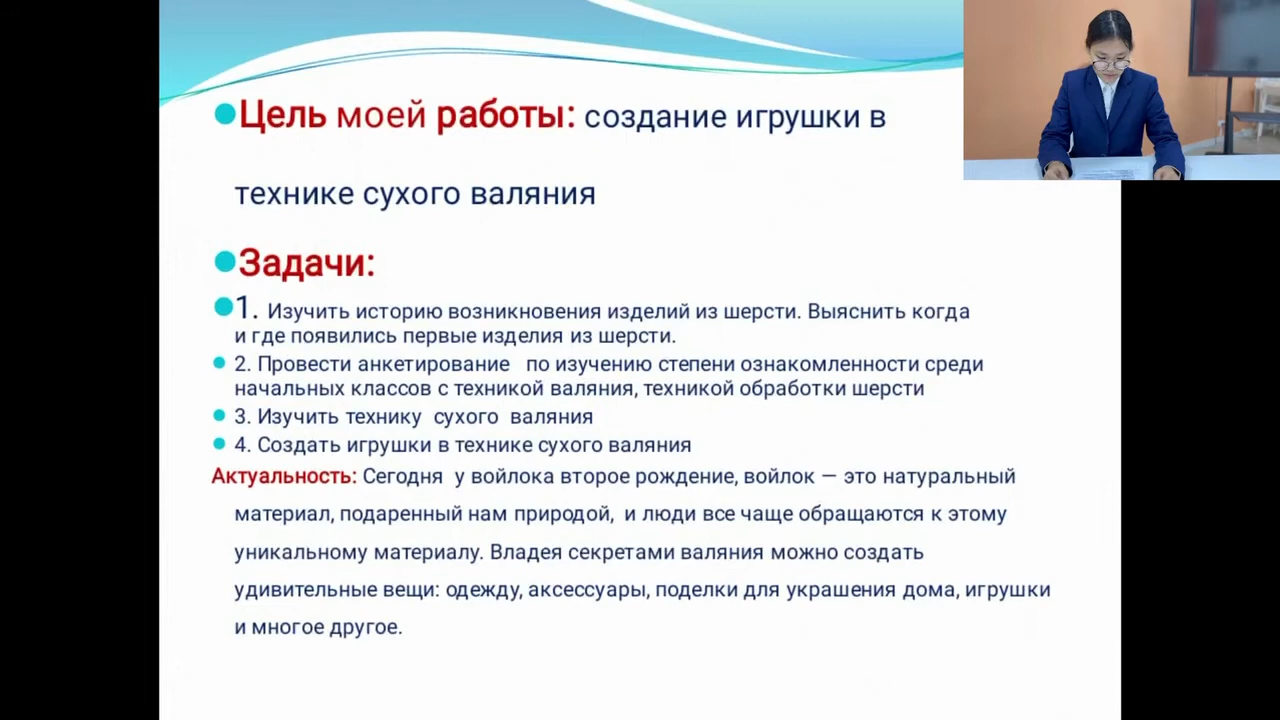 Цель моей работы: создание игрушки в
технике сухого валяния
Задачи:
1. Изучить историю возникновения изделий из шерсти. Выяснить когда
и где появились первые изделия из шерсти.
2. Провести анкетирование по изучению степени ознакомленности среди
начальных классов с техникой валяния, техникой обработки шерсти
3. Изучить технику сухого валяния
4. Создать игрушки в технике сухого валяния
Актуальность: Сегодня у войлока второе рождение, войлок — это натуральный
материал, подаренный нам природой, и люди все чаще обращаются к этому
уникальному материалу. Владея секретами валяния можно создать
удивительные вещи: одежду, аксессуары, поделки для украшения дома, игрушки
и многое другое.